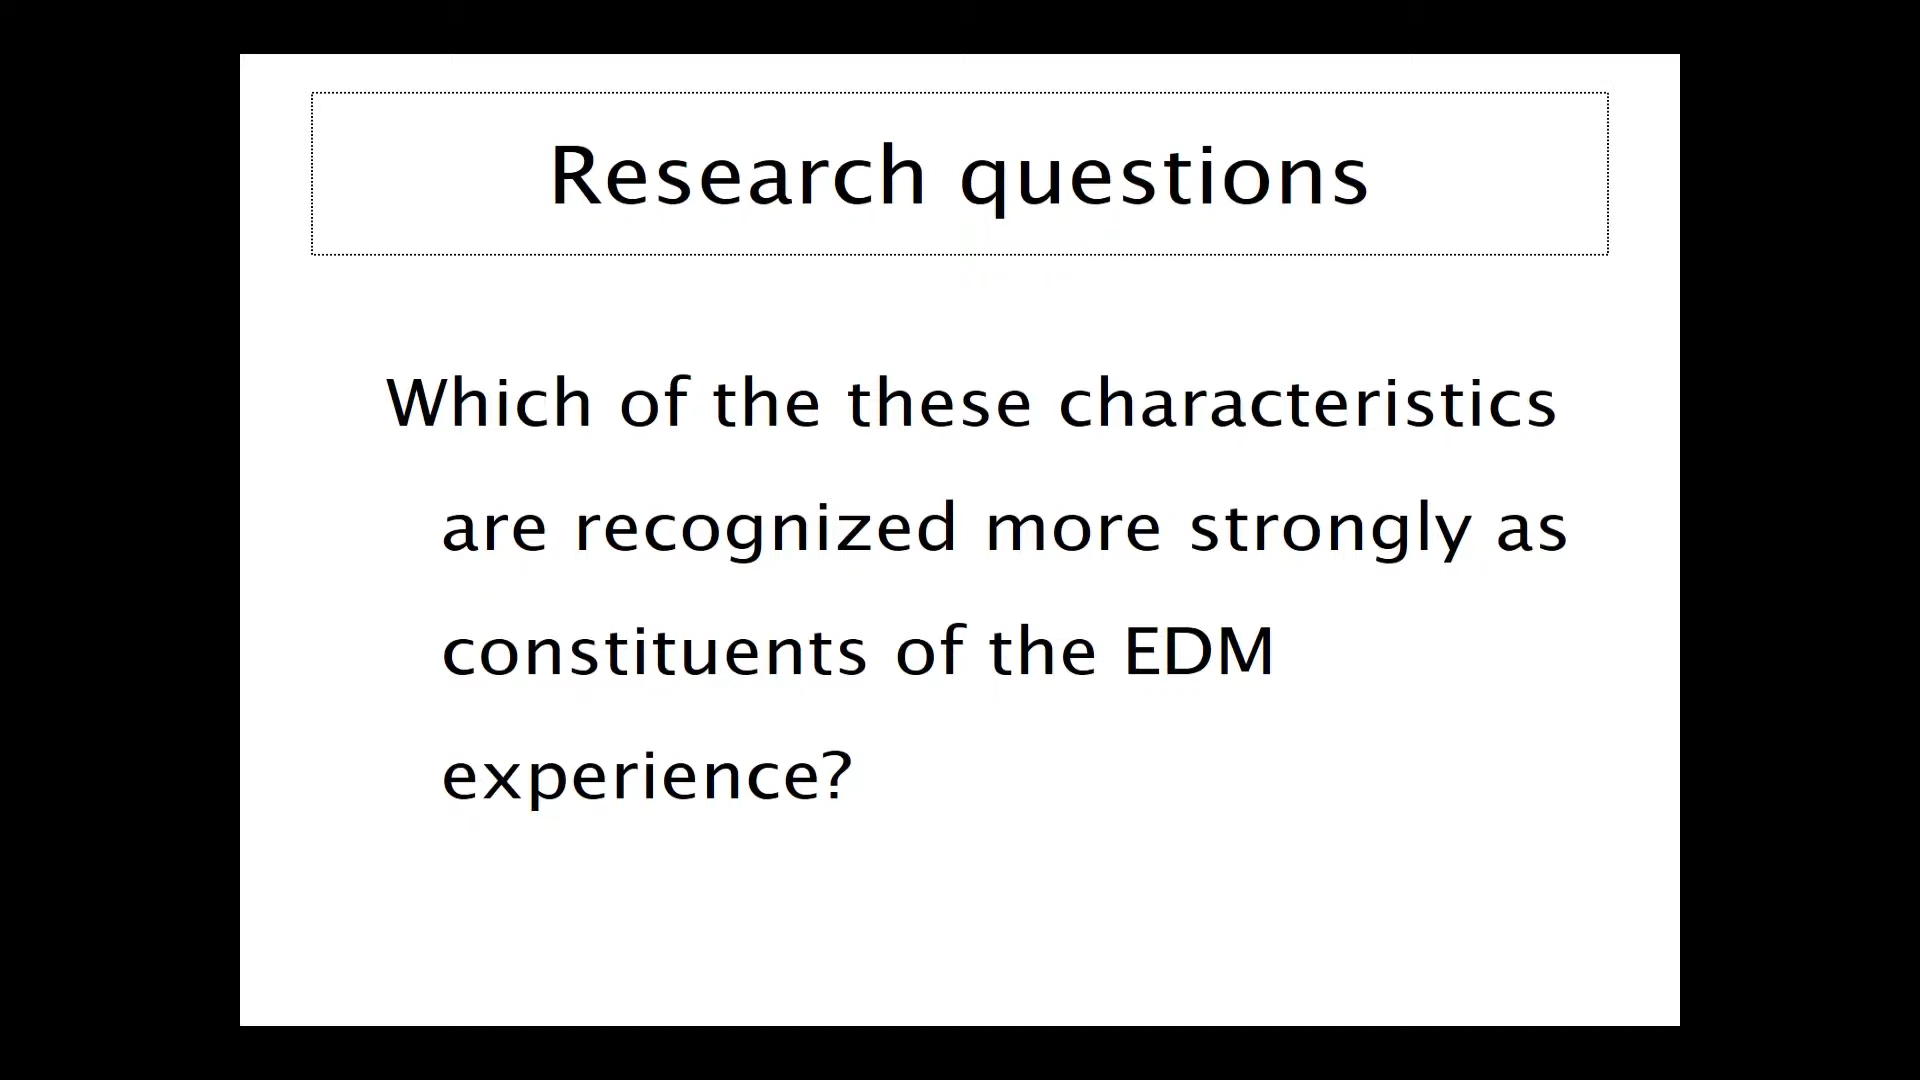 Research questions
Which of the these characteristics
are recognized more strongly as
constituents of the EDM
experience?